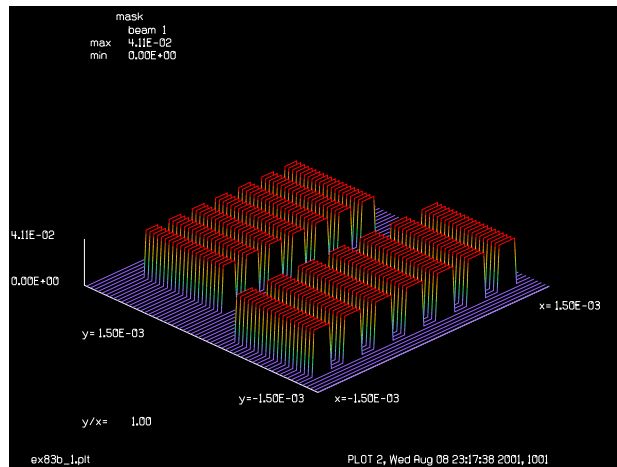 mask
beam 1
max 4.11E-02
min 0.00E+00
4.11E-02
0.00E+00
x= 1.50E-03
y= 1.50E-03
y=-1.50E-03 x=-1.50E-03
y/x= 1.00
ex83b_1.plt PLOT 2, Wed Aug 08 23:17:38 2001, 1001